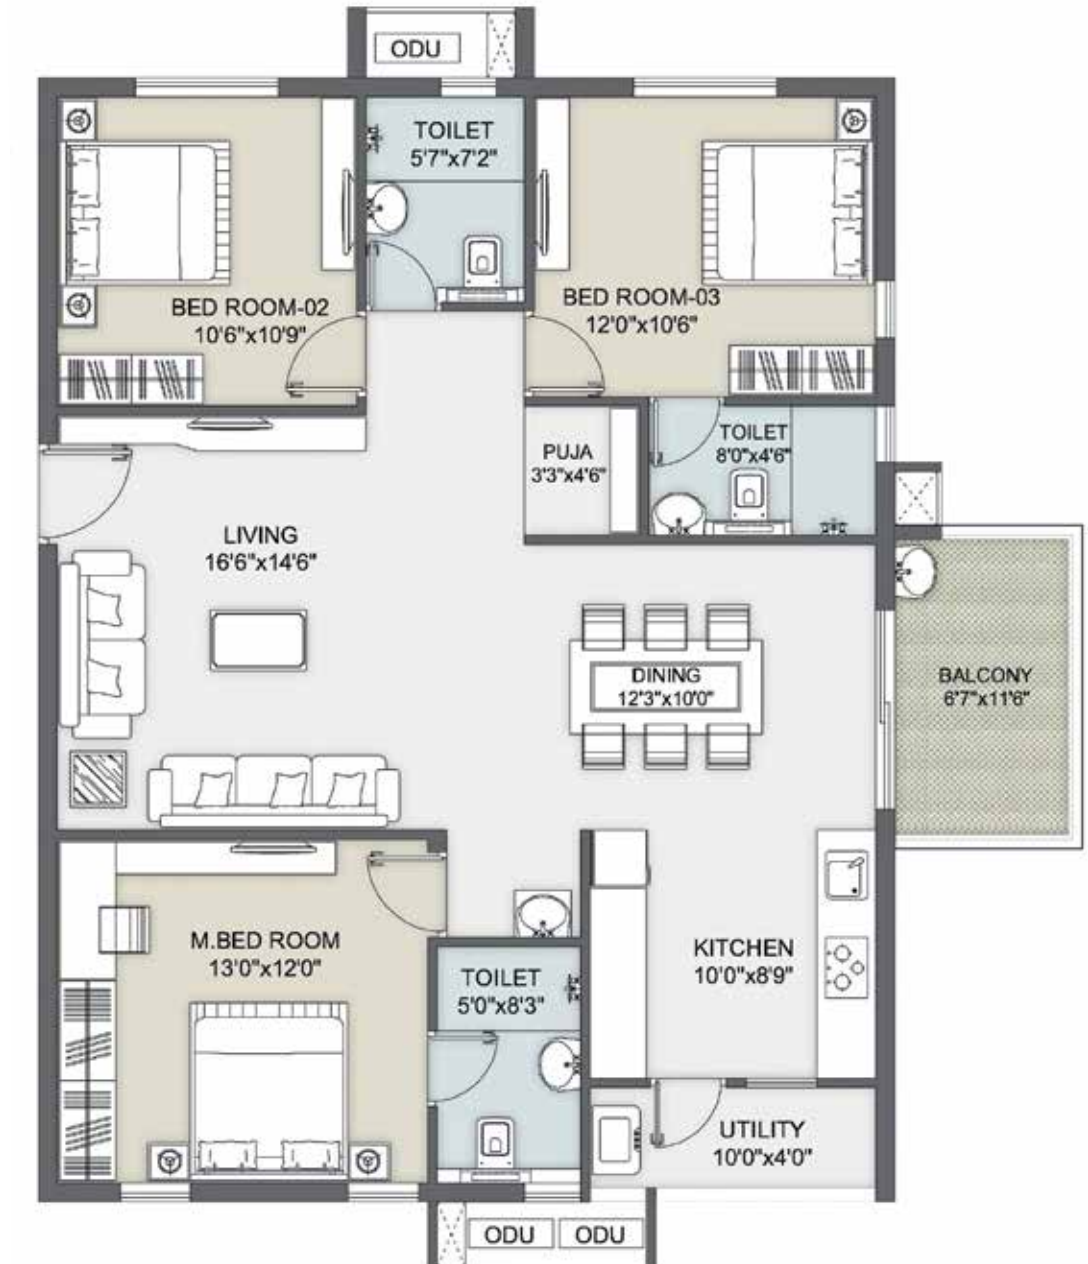 ODU
TOILET
5'7"x7'2"
BED ROOM-02
10'6"x10'9"
BED ROOM-03
12'0"x10'6"
PUJA
3'3"x4'6"
TOILET
8'0"x4'6"
LIVING
16'6"x14'6"
DINING
12'3"x10'0"
BALCONY
6'7"x11'6"
M.BED ROOM
13'0"x12'0"
TOILET
5'0"x8'3"
KITCHEN
10'0"x8'9"
UTILITY
10'0"x4'0"
ODU ODU